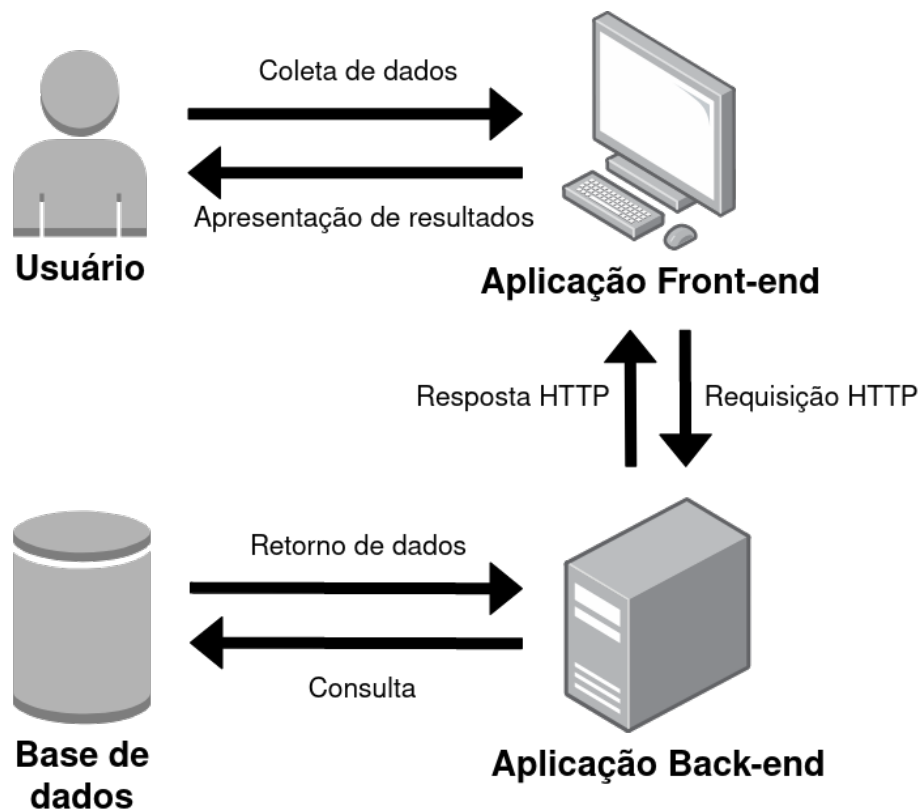 Coleta de dados
Apresentação de resultados
Usuário
Aplicação Front-end
Resposta HTTP
Requisição HTTP
Retorno de dados
Consulta
Base de
dados
Aplicação Back-end